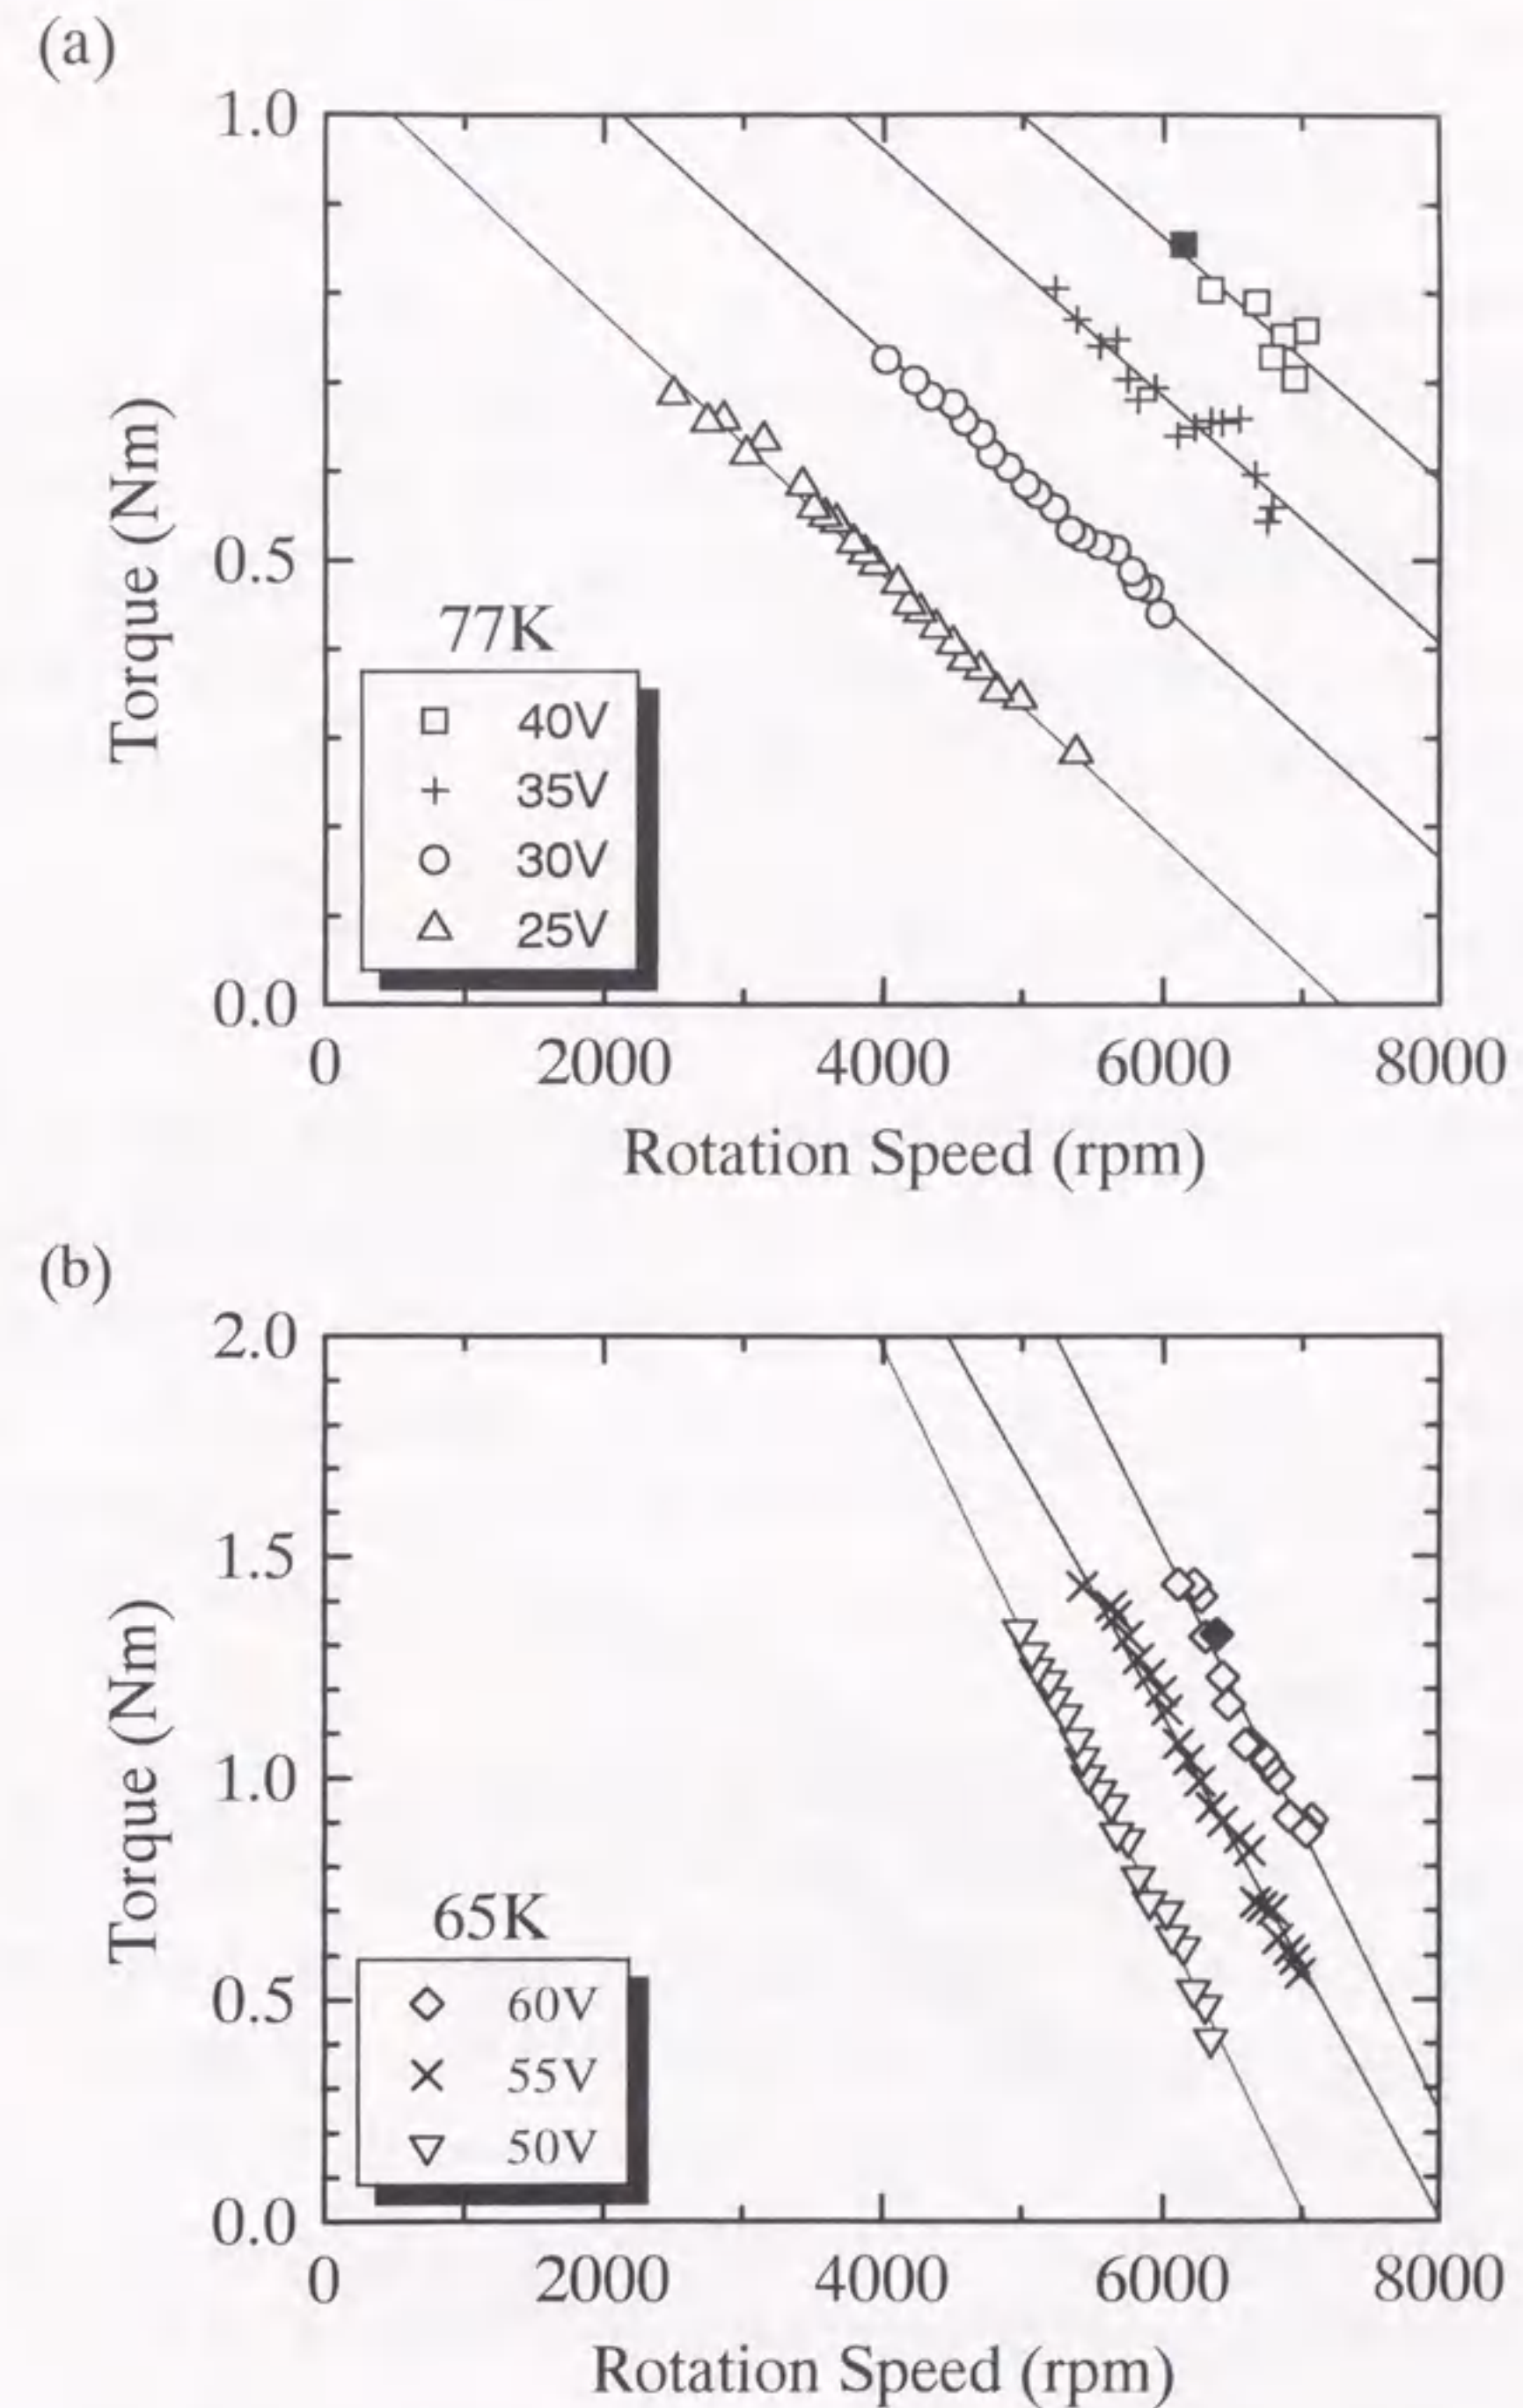 (a)
1.0
0.5
0.0
Torque (Nm)
77K
40V
35V
30V
25V
0 2000 4000 6000 8000
Rotation Speed (rpm)
(b)
2.0
1.5
1.0
0.5
0.0
Torque (Nm)
65K
60V
55V
50V
0 2000 4000 6000 8000
Rotation Speed (rpm)